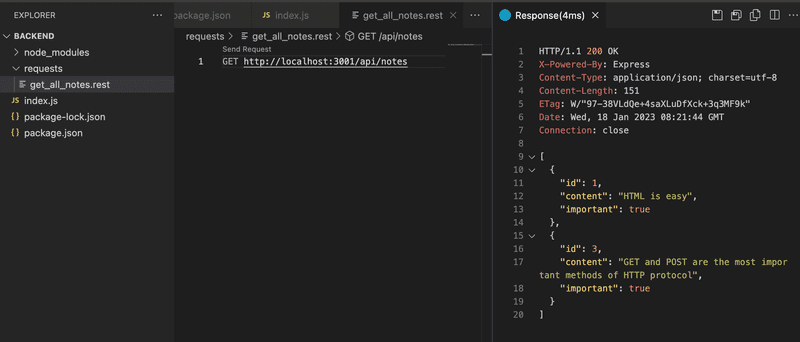 EXPLORER
BACKEND
node_modules
requests
get_all_notes.rest
index.js
package-lock.json
package.json
package.json
index.js
get_all_notes.rest
requests > get_all_notes.rest > GET /api/notes
Send Request
1 GET http://localhost:3001/api/notes
Response(4ms)
1 HTTP/1.1 200 OK
2 X-Powered-By: Express
3 Content-Type: application/json; charset=utf-8
4 Content-Length: 151
5 ETag: W/"97-38VLdQe+4saXLuDfXck+3q3MF9k"
6 Date: Wed, 18 Jan 2023 08:21:44 GMT
7 Connection: close
8
9 [
10 {
11 "id": 1,
12 "content": "HTML is easy",
13 "important": true
14 },
15 {
16 "id": 3,
17 "content": "GET and POST are the most impor
tant methods of HTTP protocol",
18 "important": true
19 }
20 ]